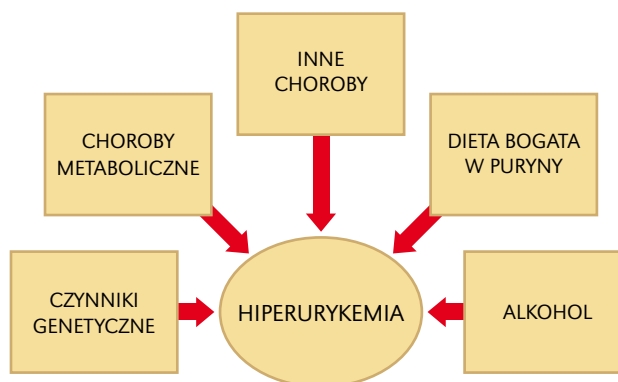 INNE
CHOROBY
CHOROBY
METABOLICZNE
DIETA BOGATA
W PURYNY
CZYNNIKI
GENETYCZNE
HIPERURYKEMIA
ALKOHOL